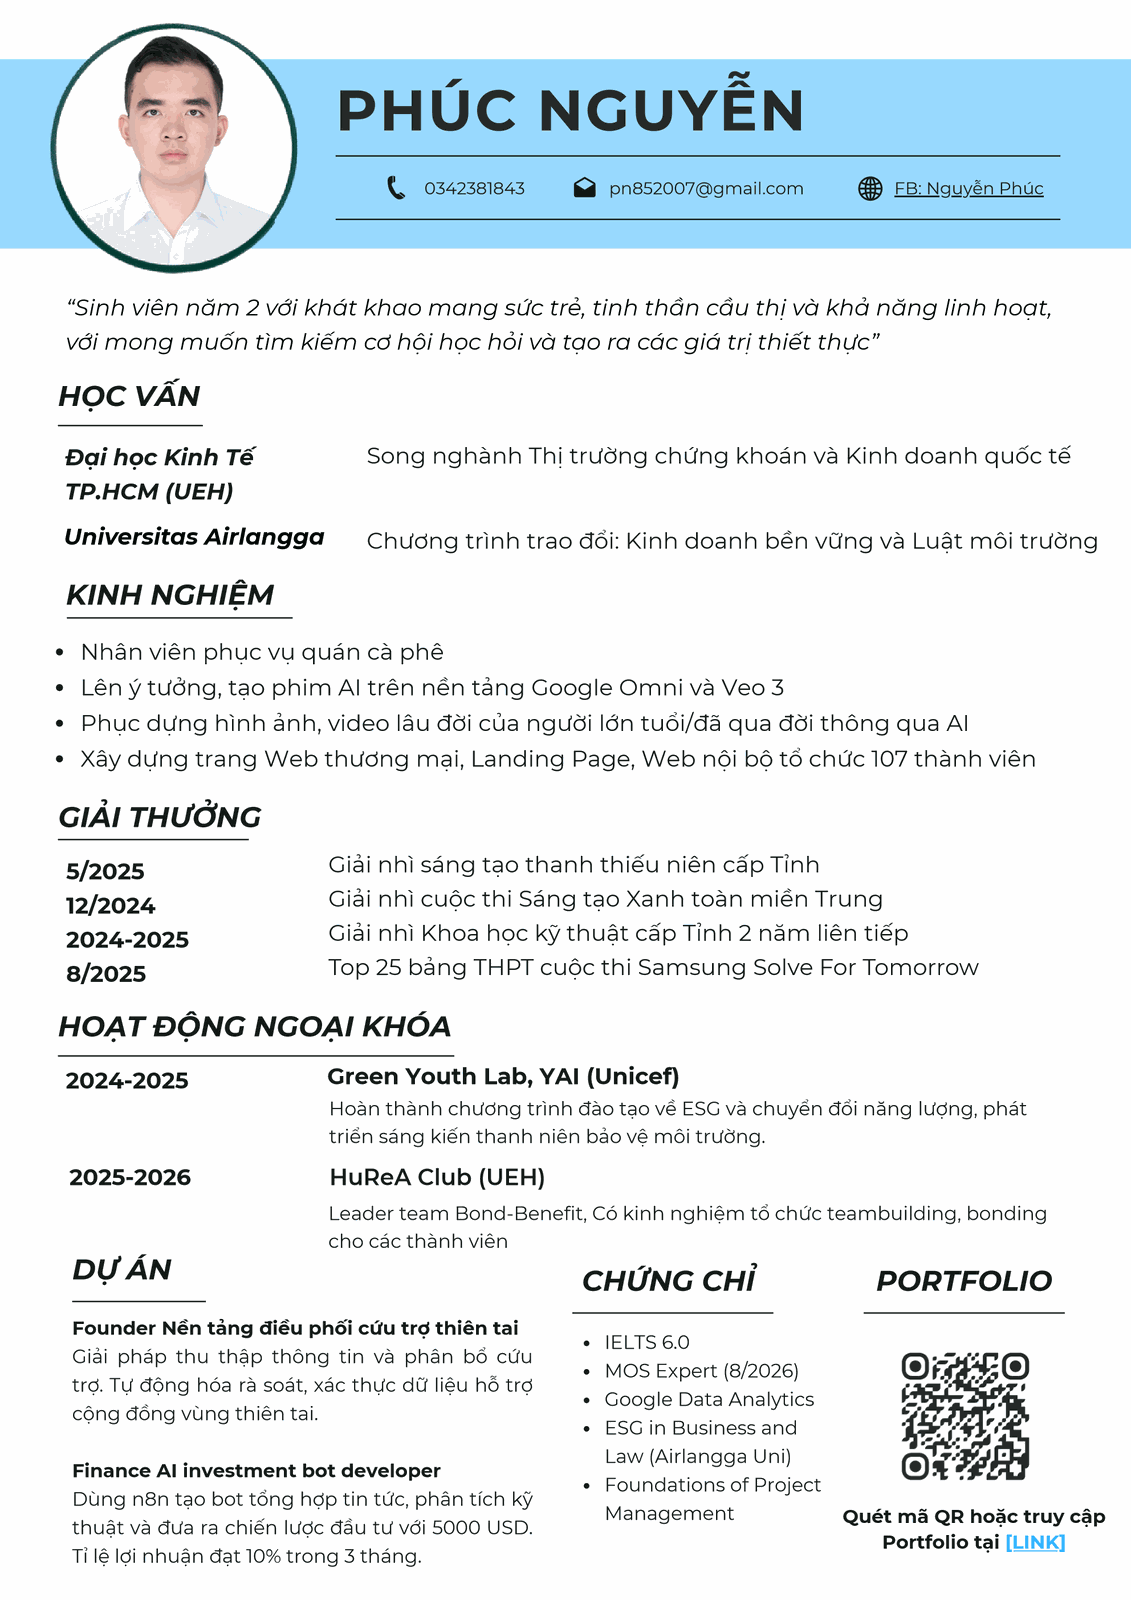 PHÚC NGUYỄN
0342381843 pn852007@gmail.com FB: Nguyễn Phúc
“Sinh viên năm 2 với khát khao mang sức trẻ, tinh thần cầu thị và khả năng linh hoạt,
với mong muốn tìm kiếm cơ hội học hỏi và tạo ra các giá trị thiết thực”
HỌC VẤN
Đại học Kinh Tế
TP.HCM (UEH)
Song nghành Thị trường chứng khoán và Kinh doanh quốc tế
Universitas Airlangga
Chương trình trao đổi: Kinh doanh bền vững và Luật môi trường
KINH NGHIỆM
• Nhân viên phục vụ quán cà phê
• Lên ý tưởng, tạo phim AI trên nền tảng Google Omni và Veo 3
• Phục dựng hình ảnh, video lâu đời của người lớn tuổi/đã qua đời thông qua AI
• Xây dựng trang Web thương mại, Landing Page, Web nội bộ tổ chức 107 thành viên
GIẢI THƯỞNG
5/2025 Giải nhì sáng tạo thanh thiếu niên cấp Tỉnh
12/2024 Giải nhì cuộc thi Sáng tạo Xanh toàn miền Trung
2024-2025 Giải nhì Khoa học kỹ thuật cấp Tỉnh 2 năm liên tiếp
8/2025 Top 25 bảng THPT cuộc thi Samsung Solve For Tomorrow
HOẠT ĐỘNG NGOẠI KHÓA
2024-2025 Green Youth Lab, YAI (Unicef)
Hoàn thành chương trình đào tạo về ESG và chuyển đổi năng lượng, phát
triển sáng kiến thanh niên bảo vệ môi trường.
2025-2026 HuReA Club (UEH)
Leader team Bond-Benefit, Có kinh nghiệm tổ chức teambuilding, bonding
cho các thành viên
DỰ ÁN
Founder Nền tảng điều phối cứu trợ thiên tai
Giải pháp thu thập thông tin và phân bổ cứu
trợ. Tự động hóa rà soát, xác thực dữ liệu hỗ trợ
cộng đồng vùng thiên tai.
Finance AI investment bot developer
Dùng n8n tạo bot tổng hợp tin tức, phân tích kỹ
thuật và đưa ra chiến lược đầu tư với 5000 USD.
Tỉ lệ lợi nhuận đạt 10% trong 3 tháng.
CHỨNG CHỈ
• IELTS 6.0
• MOS Expert (8/2026)
• Google Data Analytics
• ESG in Business and
Law (Airlangga Uni)
• Foundations of Project
Management
PORTFOLIO
Quét mã QR hoặc truy cập
Portfolio tại [LINK]